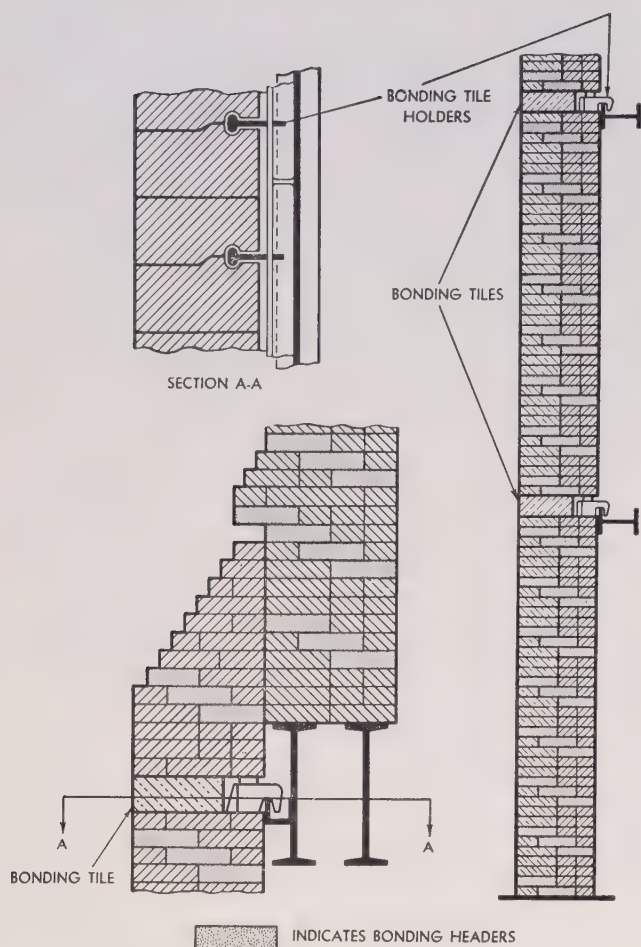 BONDING TILE
HOLDERS
BONDING TILES
SECTION A-A
A
A
BONDING TILE
INDICATES BONDING HEADERS